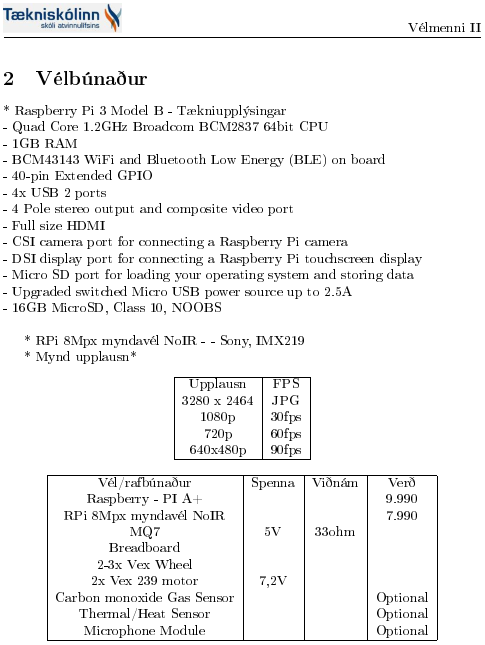 Tækniskólinn
skóli atvinnulífsins
Vélmenni II
2 Vélbúnaður
* Raspberry Pi 3 Model B - Tækniupplýsingar
- Quad Core 1.2GHz Broadcom BCM2837 64bit CPU
- 1GB RAM
- BCM43143 WiFi and Bluetooth Low Energy (BLE) on board
- 40-pin Extended GPIO
- 4x USB 2 ports
- 4 Pole stereo output and composite video port
- Full size HDMI
- CSI camera port for connecting a Raspberry Pi camera
- DSI display port for connecting a Raspberry Pi touchscreen display
- Micro SD port for loading your operating system and storing data
- Upgraded switched Micro USB power source up to 2.5A
- 16GB MicroSD, Class 10, NOOBS
* RPi 8Mpx myndavél NoIR - - Sony, IMX219
* Mynd upplausn*
Upplausn FPS
3280 x 2464 JPG
1080p 30fps
720p 60fps
640x480p 90fps
Vél/rafbúnaður Spenna Viðnám Verð
Raspberry - PI A+ 9.990
RPi 8Mpx myndavél NoIR 7.990
MQ7 5V 33ohm
Breadboard
2-3x Vex Wheel
2x Vex 239 motor 7,2V
Carbon monoxide Gas Sensor Optional
Thermal/Heat Sensor Optional
Microphone Module Optional